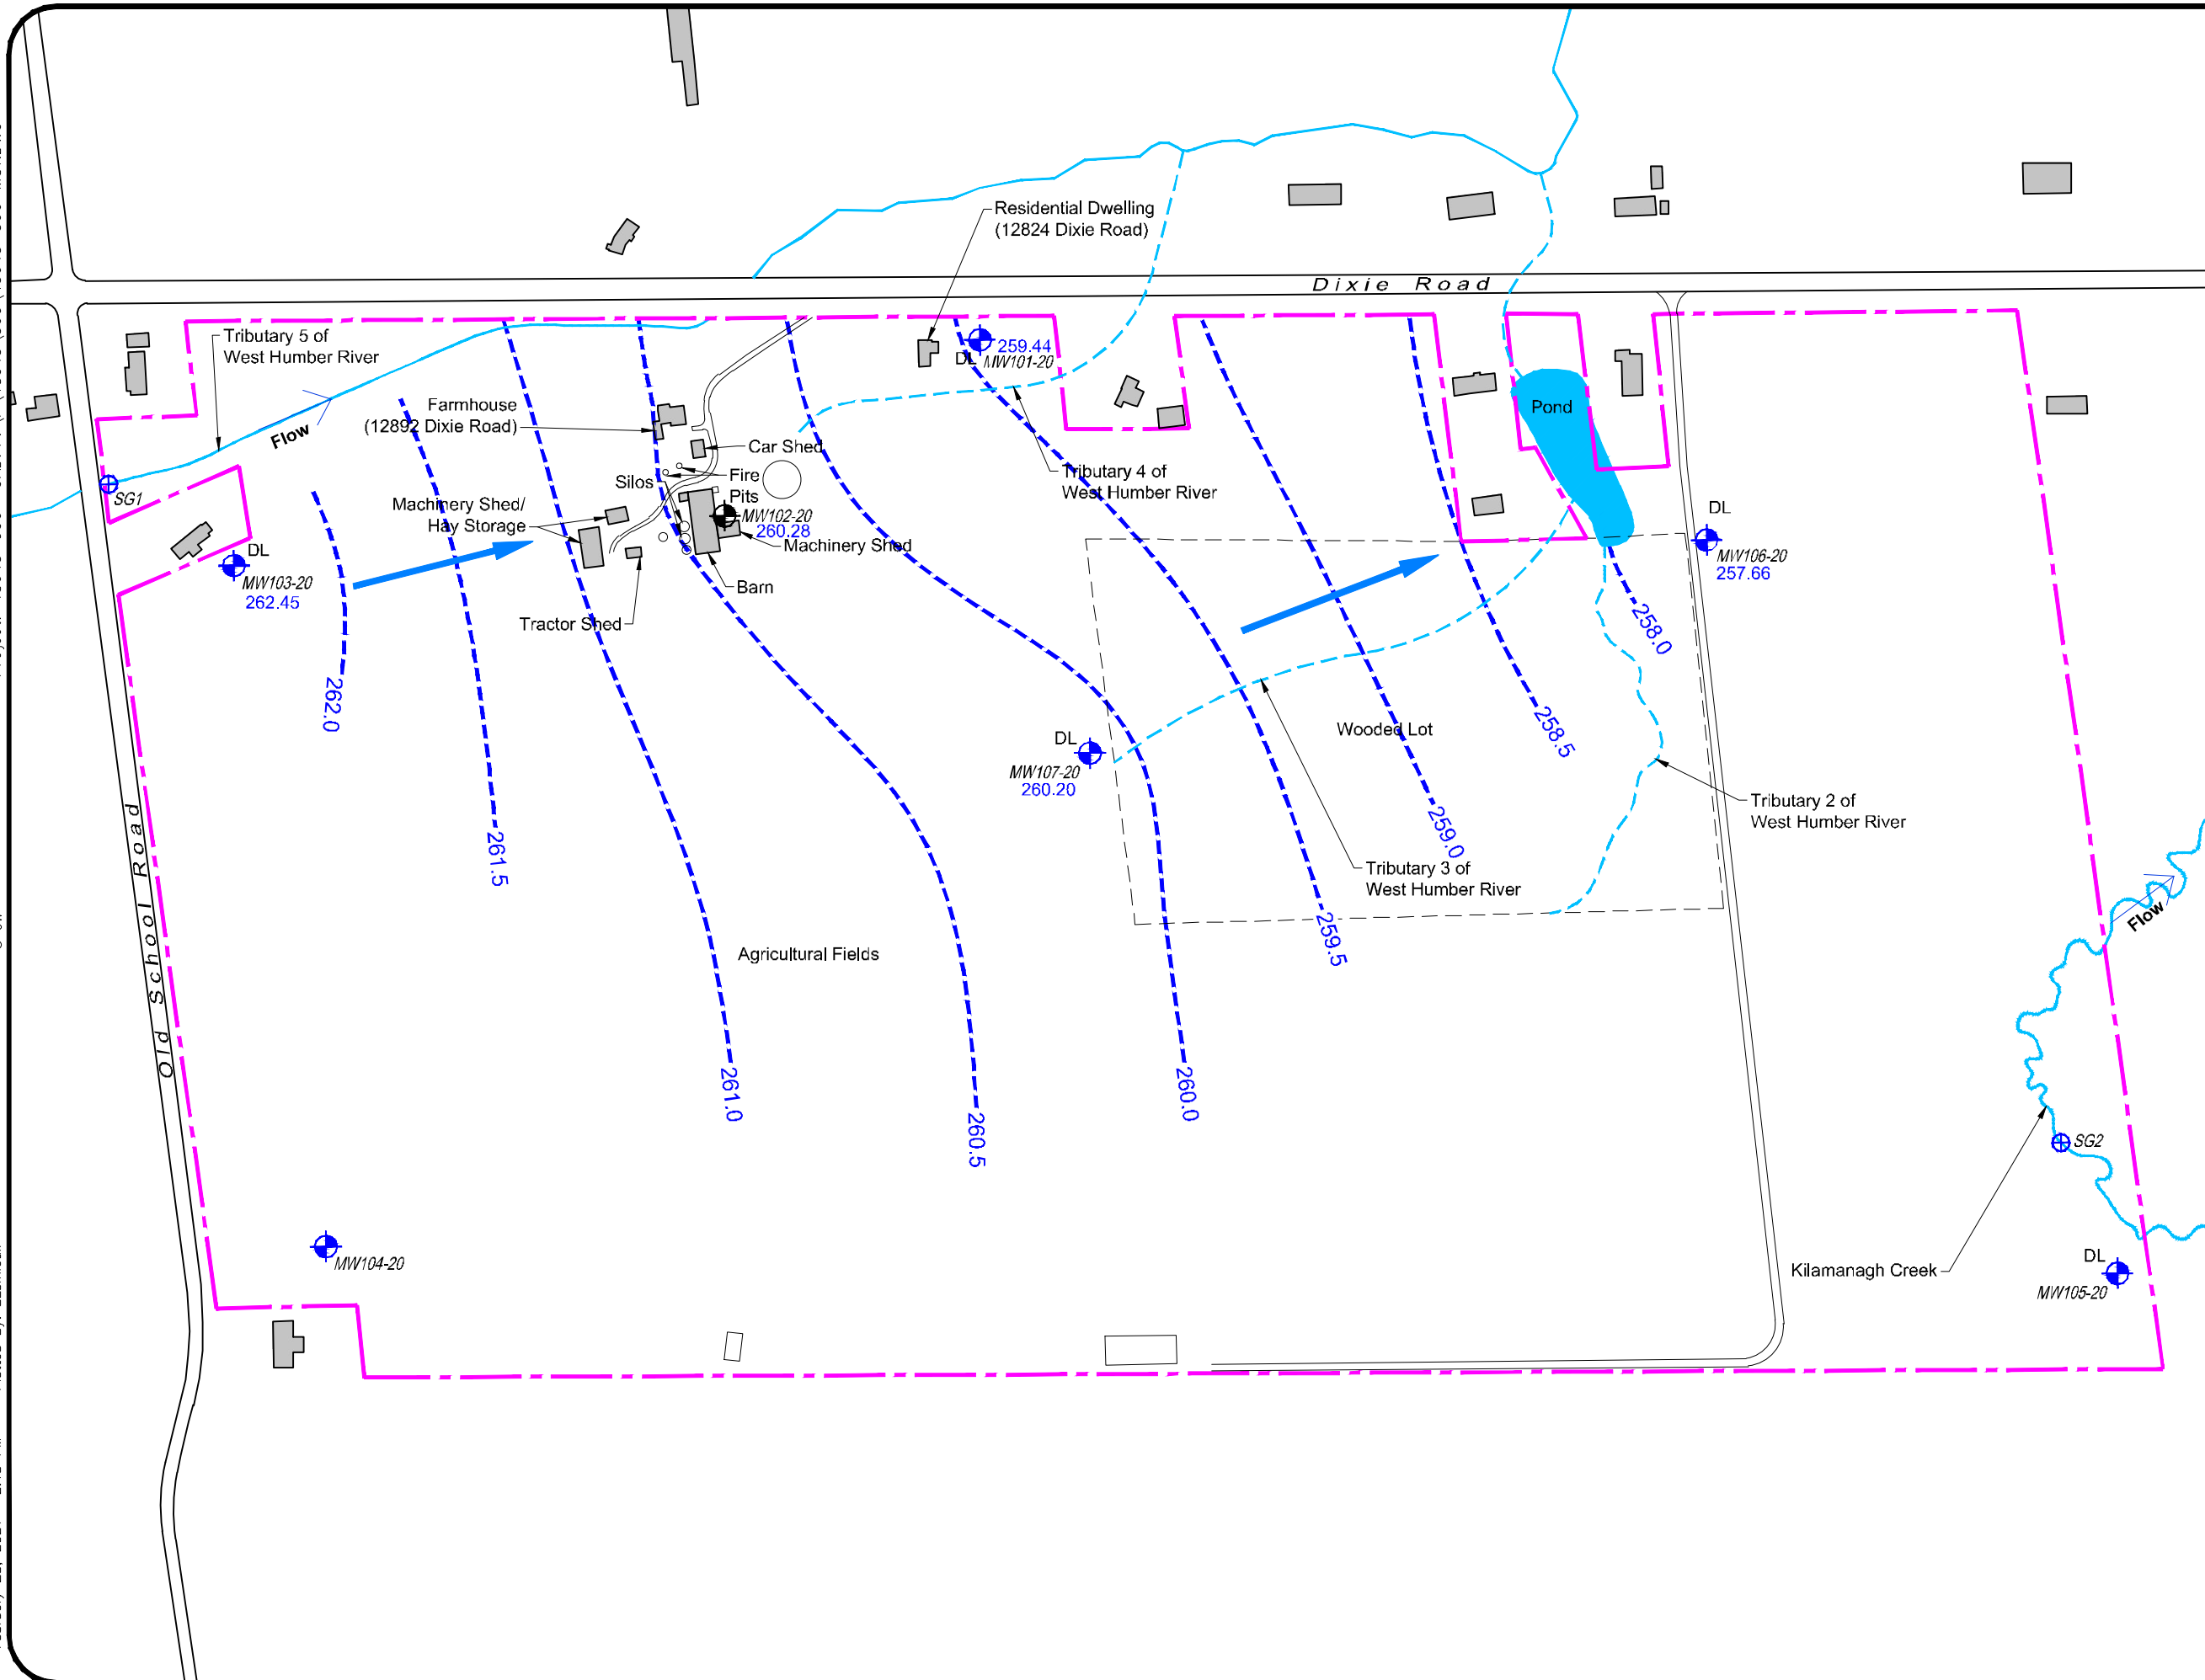 Residential Dwelling
(12824 Dixie Road)
Dixie Road
Tributary 5 of
West Humber River
259.44
DL
MW101-20
Farmhouse
(12892 Dixie Road)
Flow
Pond
Car Shed
Silos
Fire
Pits
Tributary 4 of
West Humber River
SG1
Machinery Shed/
Hay Storage
MW102-20
260.28
Machinery Shed
DL
MW103-20
262.45
DL
MW106-20
257.66
Barn
Tractor Shed
258.0
262.0
258.5
Wooded Lot
DL
MW107-20
260.20
Tributary 2 of
West Humber River
261.5
259.0
Tributary 3 of
West Humber River
Old School Road
259.5
Flow
Agricultural Fields
261.0
260.5
260.0
SG2
MW104-20
Kilamanagh Creek
DL
MW105-20